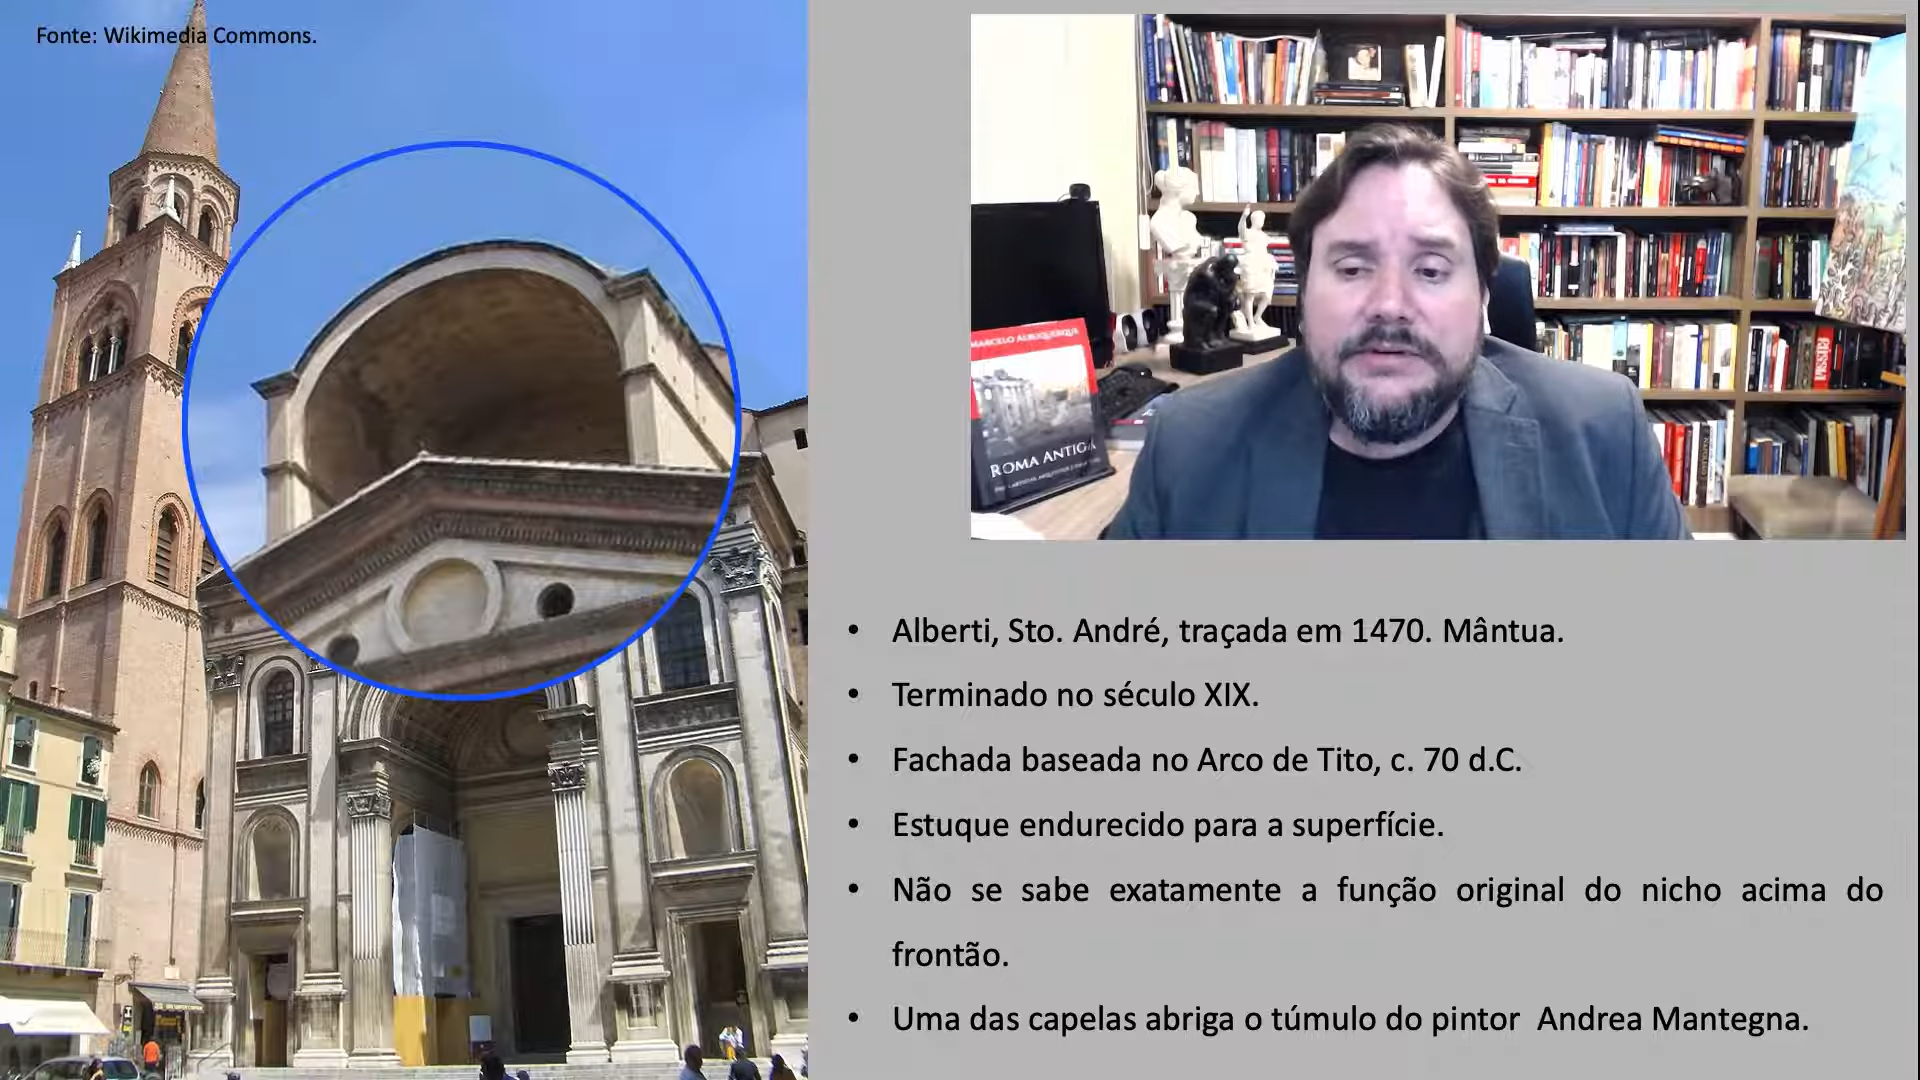 Fonte: Wikimedia Commons.
MARCELO ALBUQUERQUE
ROMA ANTIGA
• Alberti, Sto. André, traçada em 1470. Mântua.
• Terminado no século XIX.
• Fachada baseada no Arco de Tito, c. 70 d.C.
• Estuque endurecido para a superfície.
• Não se sabe exatamente a função original do nicho acima do
frontão.
• Uma das capelas abriga o túmulo do pintor Andrea Mantegna.